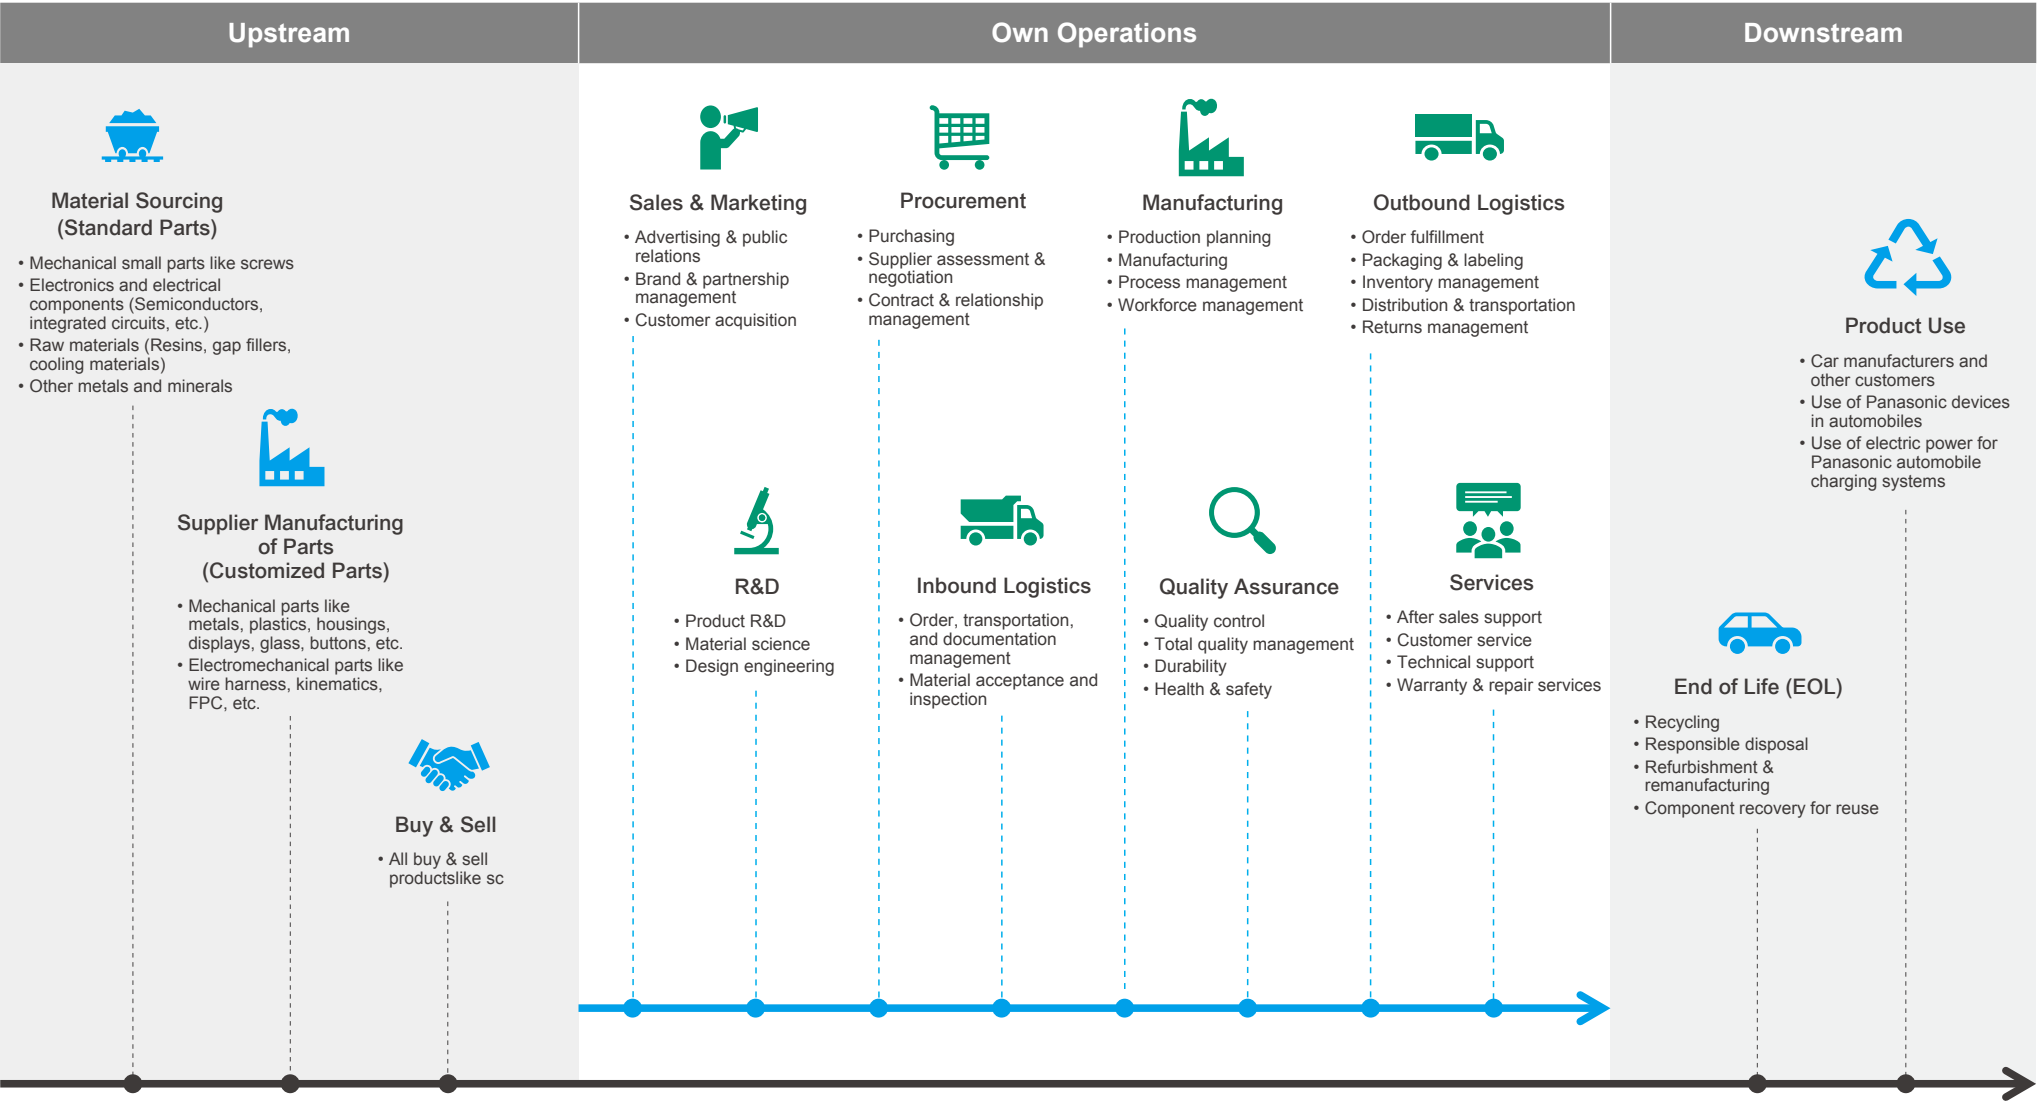 Upstream
Own Operations
Downstream
Material Sourcing
(Standard Parts)
• Mechanical small parts like screws
• Electronics and electrical
components (Semiconductors,
integrated circuits, etc.)
• Raw materials (Resins, gap fillers,
cooling materials)
• Other metals and minerals
Supplier Manufacturing
of Parts
(Customized Parts)
• Mechanical parts like
metals, plastics, housings,
displays, glass, buttons, etc.
• Electromechanical parts like
wire harness, kinematics,
FPC, etc.
Buy & Sell
• All buy & sell
productslike sc
Sales & Marketing
• Advertising & public
relations
• Brand & partnership
management
• Customer acquisition
R&D
• Product R&D
• Material science
• Design engineering
Procurement
• Purchasing
• Supplier assessment &
negotiation
• Contract & relationship
management
Inbound Logistics
• Order, transportation,
and documentation
management
• Material acceptance and
inspection
Manufacturing
• Production planning
• Manufacturing
• Process management
• Workforce management
Quality Assurance
• Quality control
• Total quality management
• Durability
• Health & safety
Outbound Logistics
• Order fulfillment
• Packaging & labeling
• Inventory management
• Distribution & transportation
• Returns management
Services
• After sales support
• Customer service
• Technical support
• Warranty & repair services
Product Use
• Car manufacturers and
other customers
• Use of Panasonic devices
in automobiles
• Use of electric power for
Panasonic automobile
charging systems
End of Life (EOL)
• Recycling
• Responsible disposal
• Refurbishment &
remanufacturing
• Component recovery for reuse